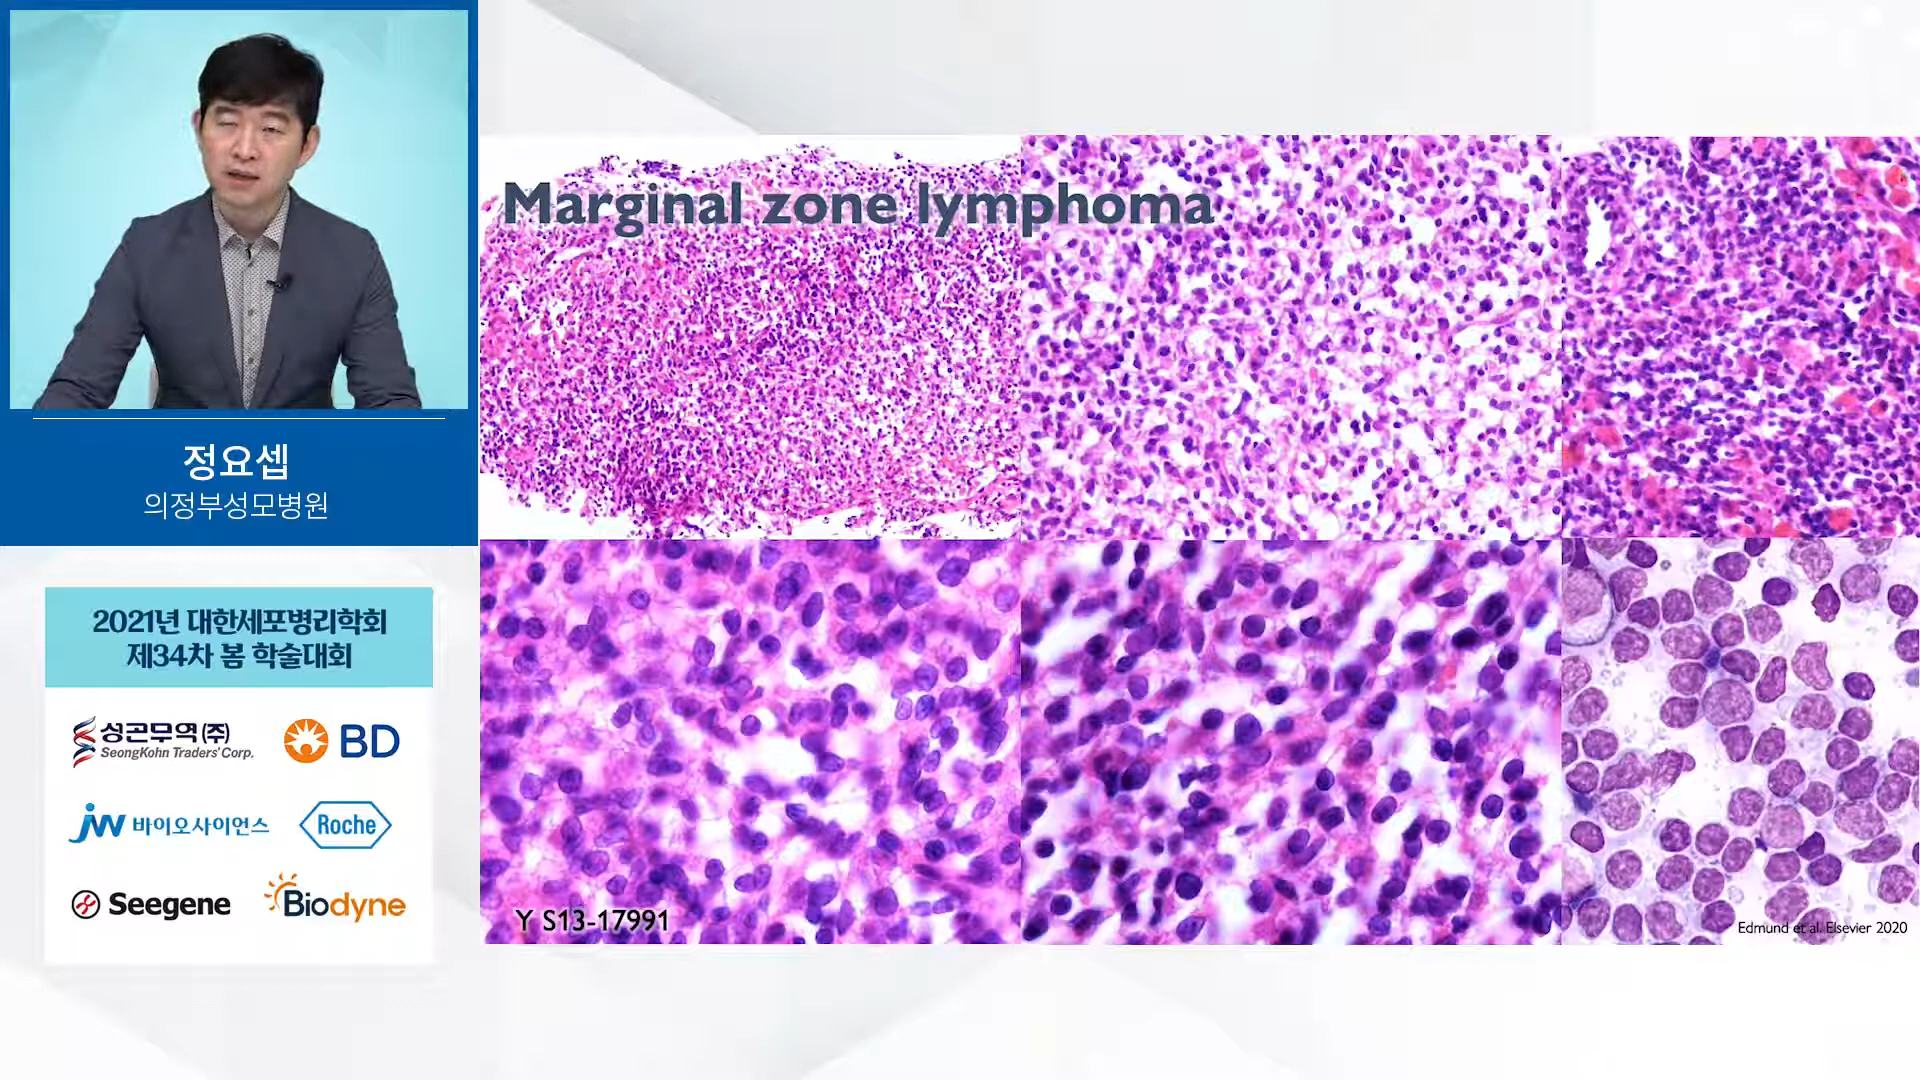 Marginal zone lymphoma
정요셉
의정부성모병원
2021년 대한세포병리학회
제34차 봄 학술대회
성곤무역(주)
SeongKohn Traders' Corp.
BD
jw 바이오사이언스
Roche
Seegene
Biodyne
Y S13-17991
Edmund et al. Elsevier 2020